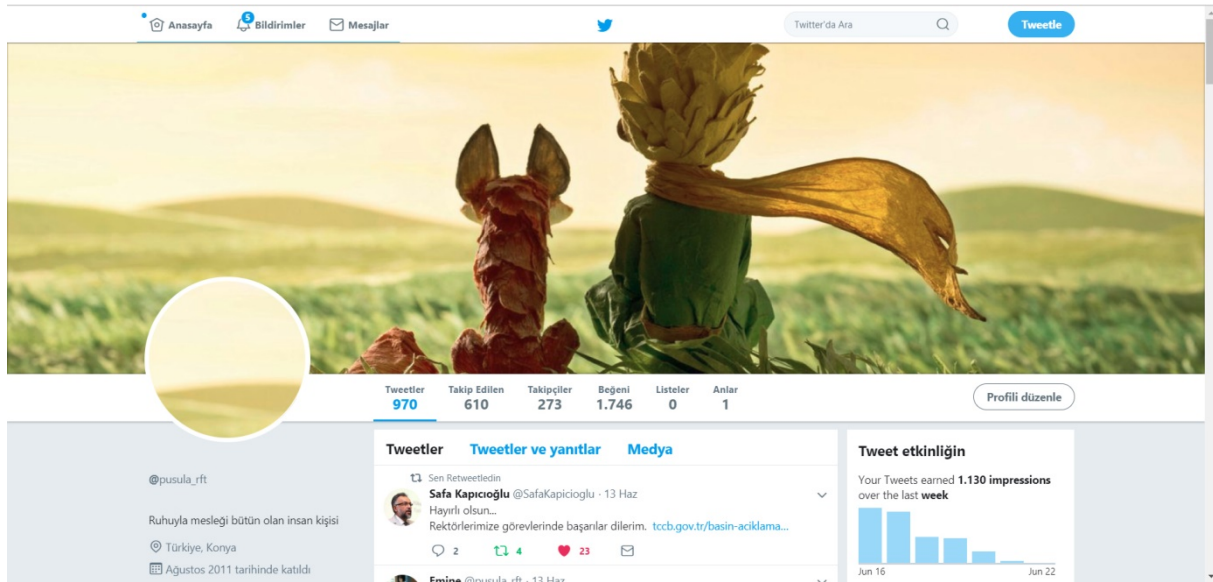 Anasayfa
5
Bildirimler
Mesajlar
Twitter'da Ara
Tweetle
Tweetler Takip Edilen Takipçiler Beğeni Listeler Anlar
970 610 273 1.746 0 1
Profili düzenle
@pusula_rft
Ruhuyla mesleği bütün olan insan kişisi
Türkiye, Konya
Ağustos 2011 tarihinde katıldı
Tweetler Tweetler ve yanıtlar Medya
Sen Retweetledin
Safa Kapıcıoğlu @SafaKapicioglu · 13 Haz
Hayırlı olsun...
Rektörlerimize görevlerinde başarılar dilerim. tccb.gov.tr/basin-aciklama...
2 4 23
Emine @pusula_rft · 13 Haz
Tweet etkinliğin
Your Tweets earned 1.130 impressions
over the last week
Jun 16 Jun 22